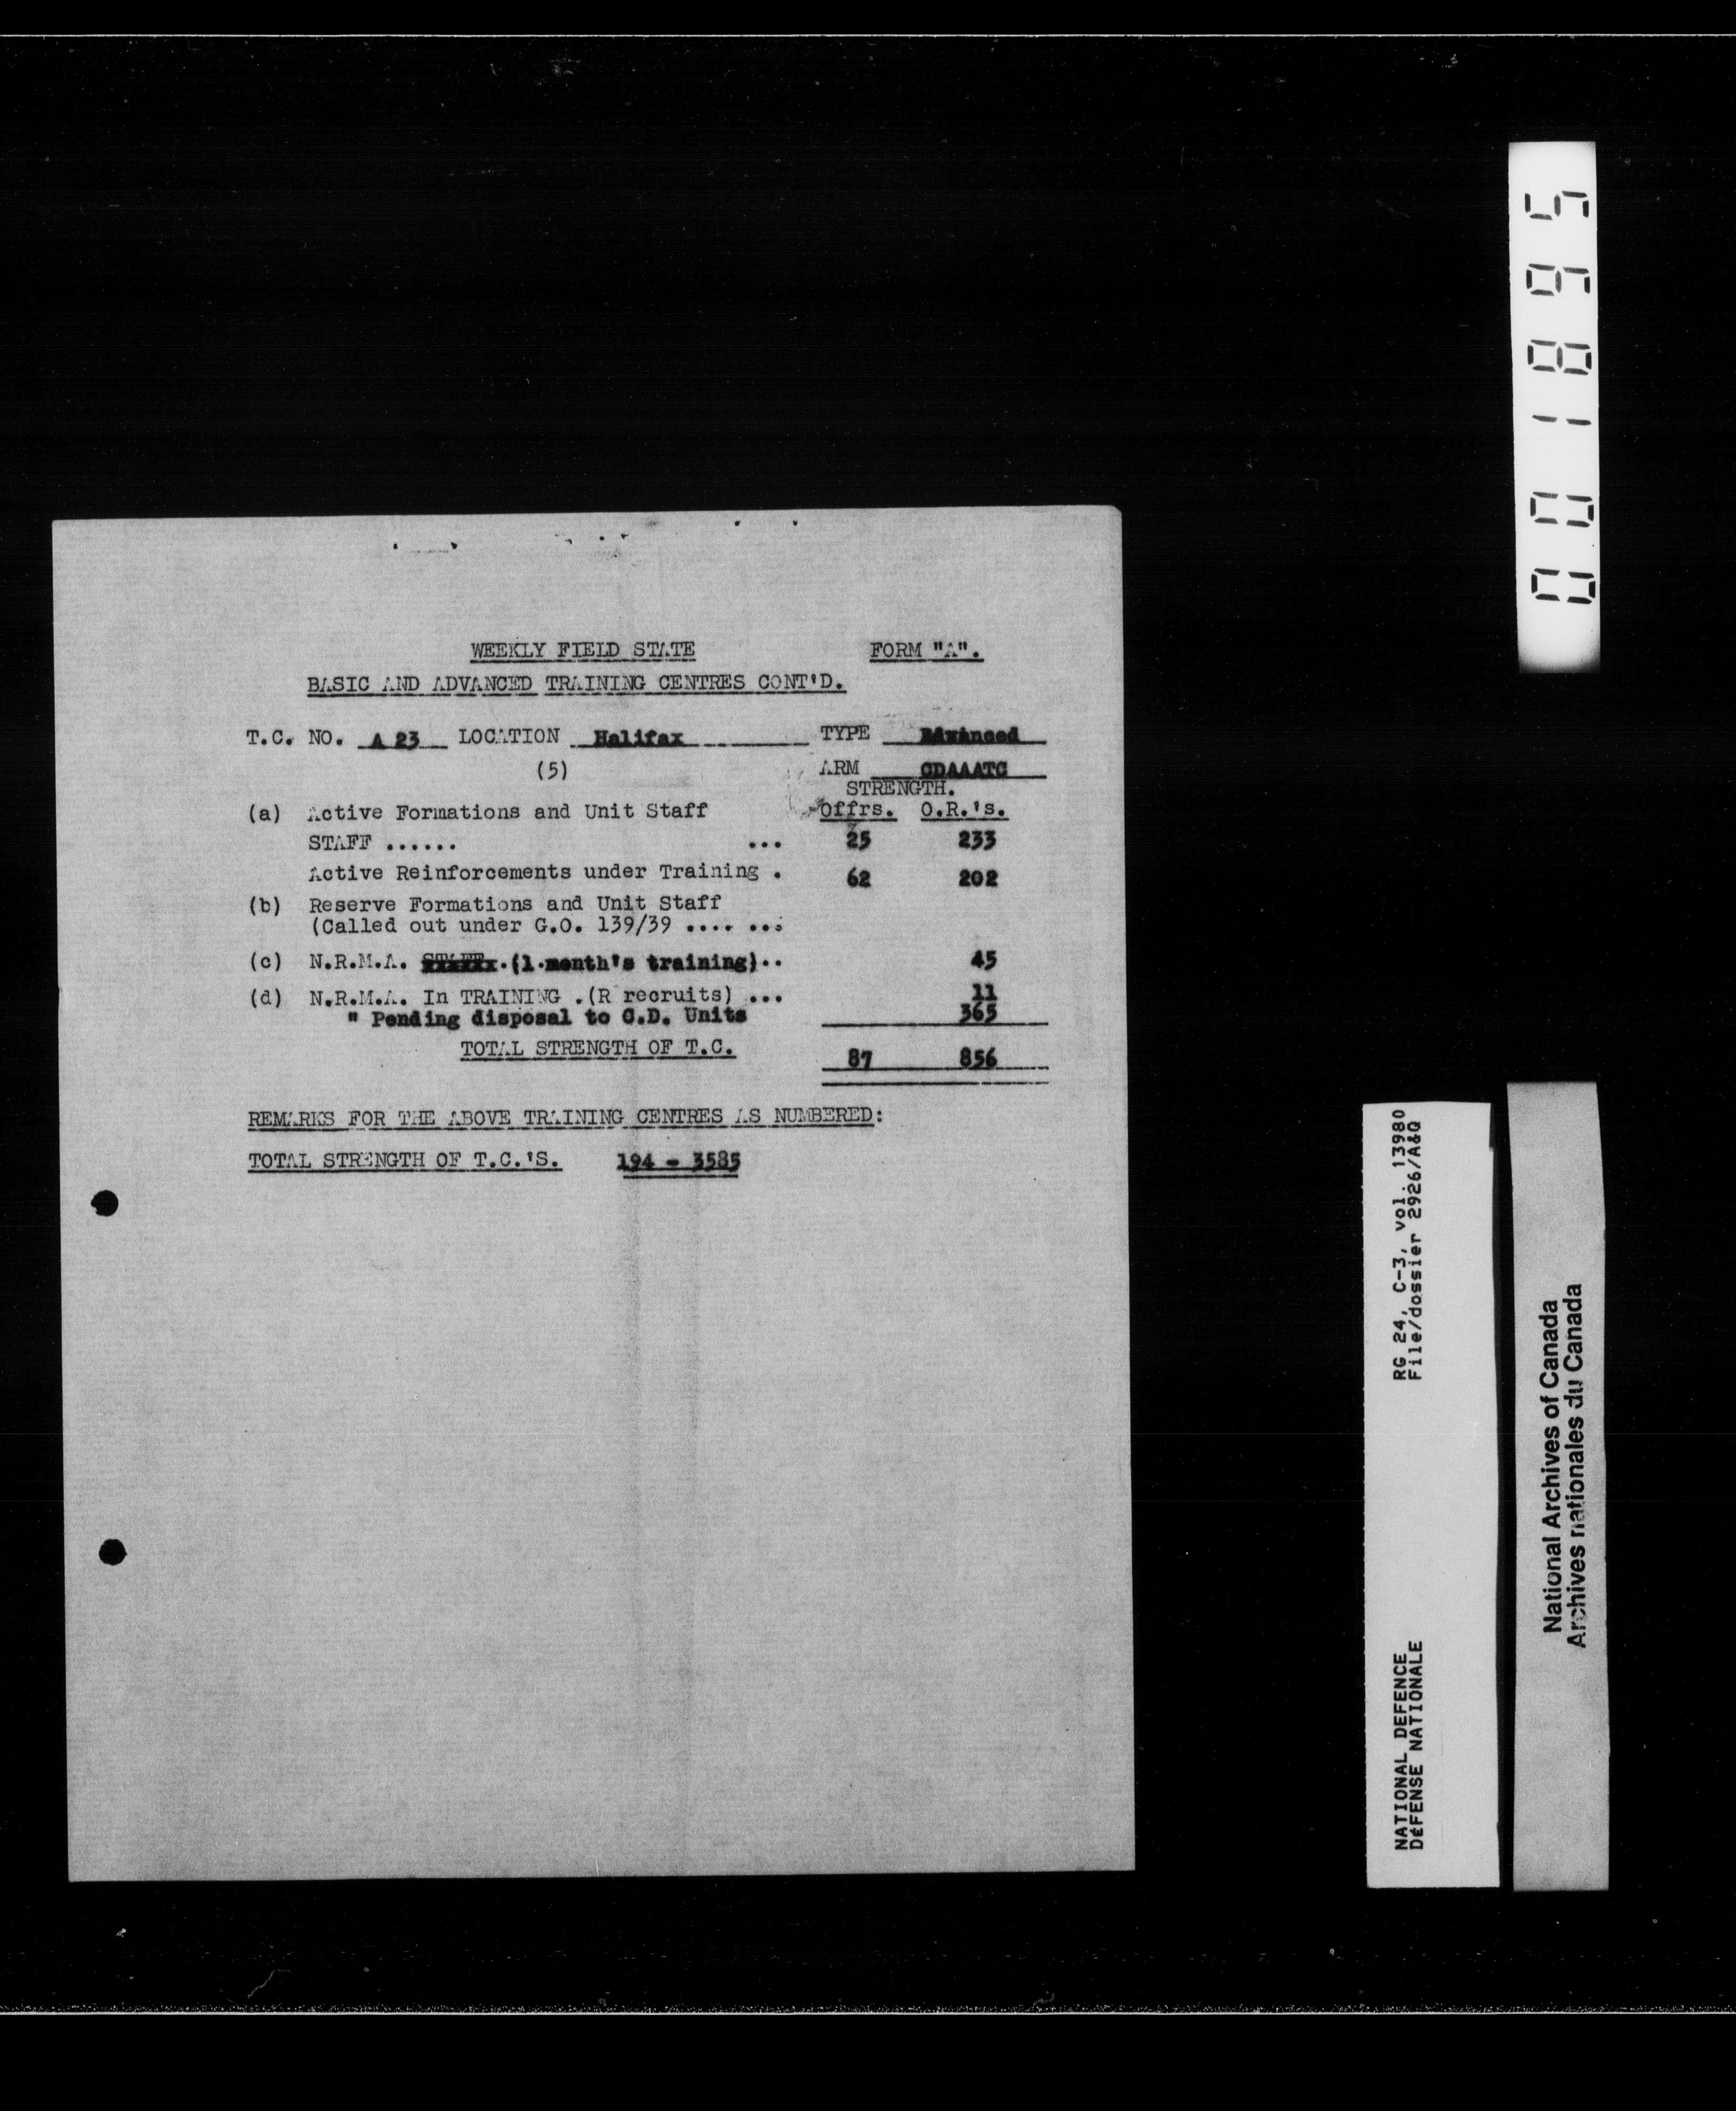 WEEKLY FIELD STATE FORM "A".
BASIC AND ADVANCED TRAINING CENTRES CONT'D.
T.C. NO. A 23 LOCATION Halifax TYPE Advanced
(5) ARM CDAAATC
STRENGTH.
(a) Active Formations and Unit Staff Offrs. O.R.'s.
STAFF ...... ... 25 233
Active Reinforcements under Training . 62 202
(b) Reserve Formations and Unit Staff
(Called out under G.O. 139/39 .... ...
(c) N.R.M.A. STAFF.(1.month's training).. 45
(d) N.R.M.A. In TRAINING .(R recruits) ... 11
" Pending disposal to C.D. Units 365
TOTAL STRENGTH OF T.C. 87 856
REMARKS FOR THE ABOVE TRAINING CENTRES AS NUMBERED:
TOTAL STRENGTH OF T.C.'S. 194 - 3585
001895
NATIONAL DEFENCE RG 24, C-3, vol. 13980
DéFENSE NATIONALE File/dossier 2926/A&Q
National Archives of Canada
Archives nationales du Canada